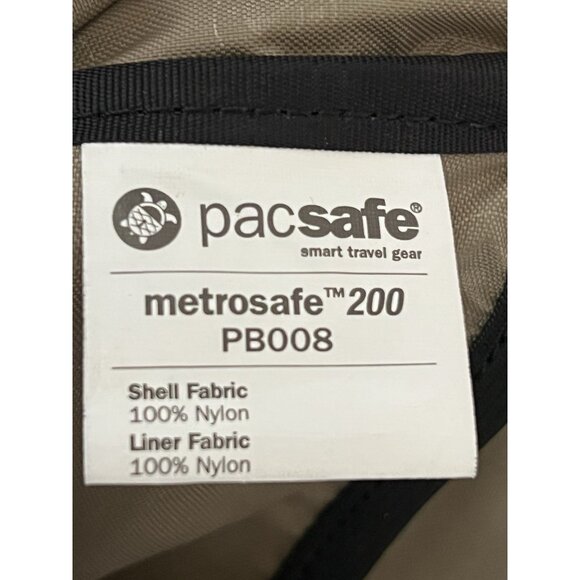 pacsafe®
smart travel gear
metrosafe™200
PB008
Shell Fabric
100% Nylon
Liner Fabric
100% Nylon